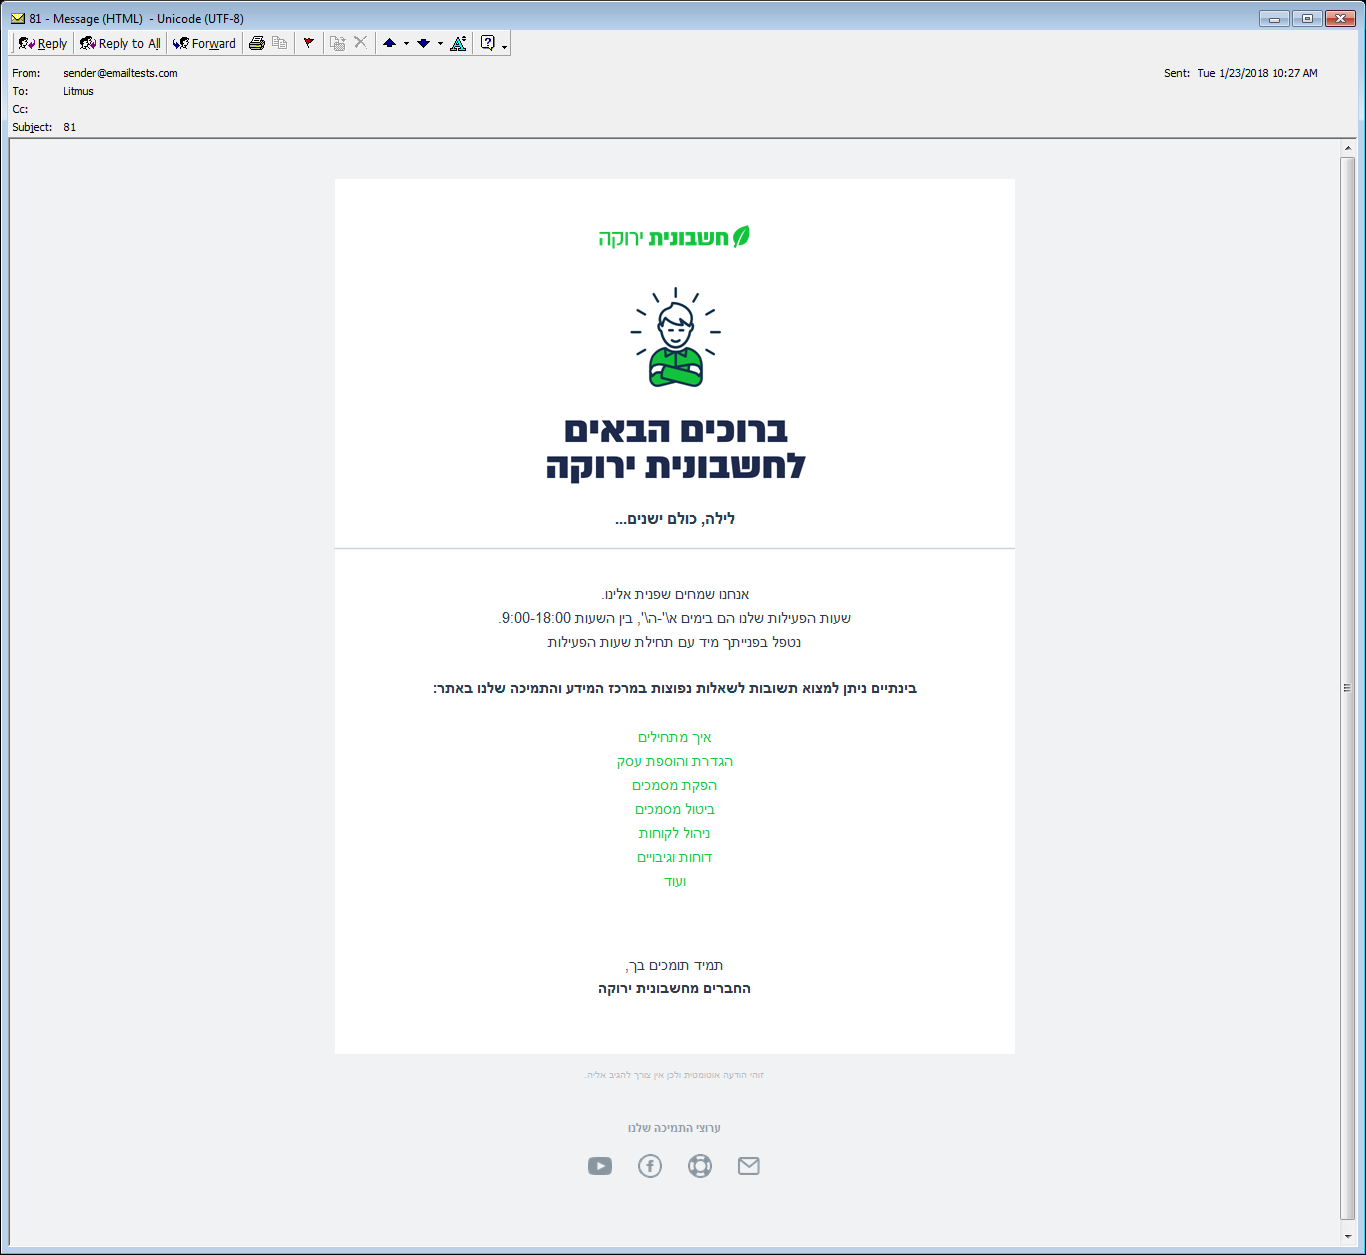 81 - Message (HTML)  - Unicode (UTF-8)
Reply
Reply to All
Forward
From: sender@emailtests.com
Sent: Tue 1/23/2018 10:27 AM
To: Litmus
Cc:
Subject: 81
חשבונית ירוקה
ברוכים הבאים
לחשבונית ירוקה
לילה, כולם ישנים...
אנחנו שמחים שפנית אלינו.
שעות הפעילות שלנו הם בימים א'\-ה'\, בין השעות 9:00-18:00.
נטפל בפנייתך מיד עם תחילת שעות הפעילות
בינתיים ניתן למצוא תשובות לשאלות נפוצות במרכז המידע והתמיכה שלנו באתר:
איך מתחילים
הגדרת והוספת עסק
הפקת מסמכים
ביטול מסמכים
ניהול לקוחות
דוחות וגיבויים
ועוד
תמיד תומכים בך,
החברים מחשבונית ירוקה
זוהי הודעה אוטומטית ולכן אין צורך להגיב אליה.
ערוצי התמיכה שלנו